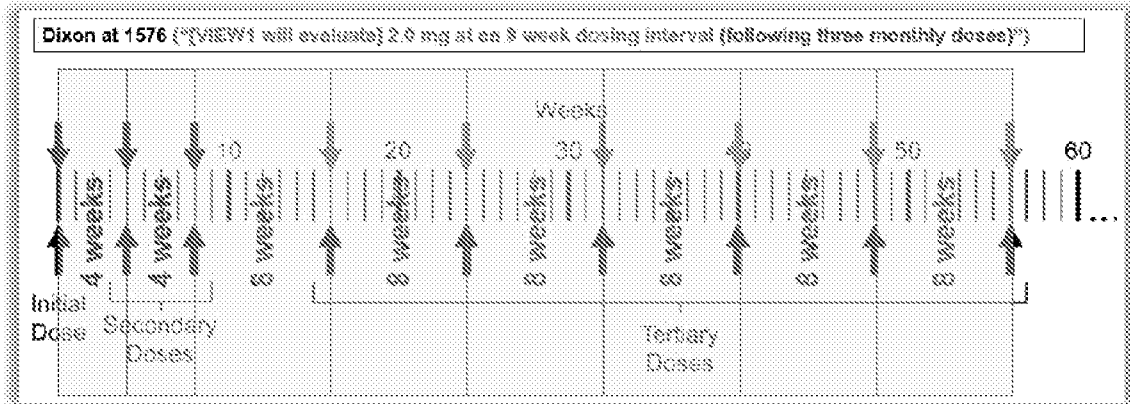 Dixon at 1576 ("[VIEW1 will evaluate] 2.0 mg at an 8 week dosing interval (following three monthly doses)")
Weeks
10 20 30 50 60
4 weeks 4 weeks 8 weeks 8 weeks 8 weeks 8 weeks 8 weeks 8 weeks
...
Initial
Dose
Secondary
Doses
Tertiary
Doses